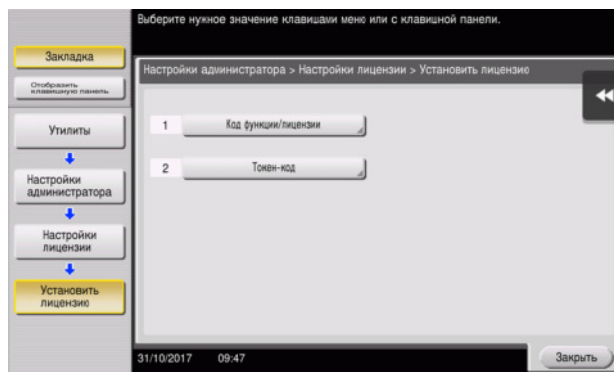 Выберите нужное значение клавишами меню или с клавишной панели.
Закладка
Отобразить
клавишную панель
Утилиты
Настройки
администратора
Настройки
лицензии
Установить
лицензию
Настройки администратора > Настройки лицензии > Установить лицензию
1 Код функции/лицензии
2 Токен-код
31/10/2017 09:47
Закрыть